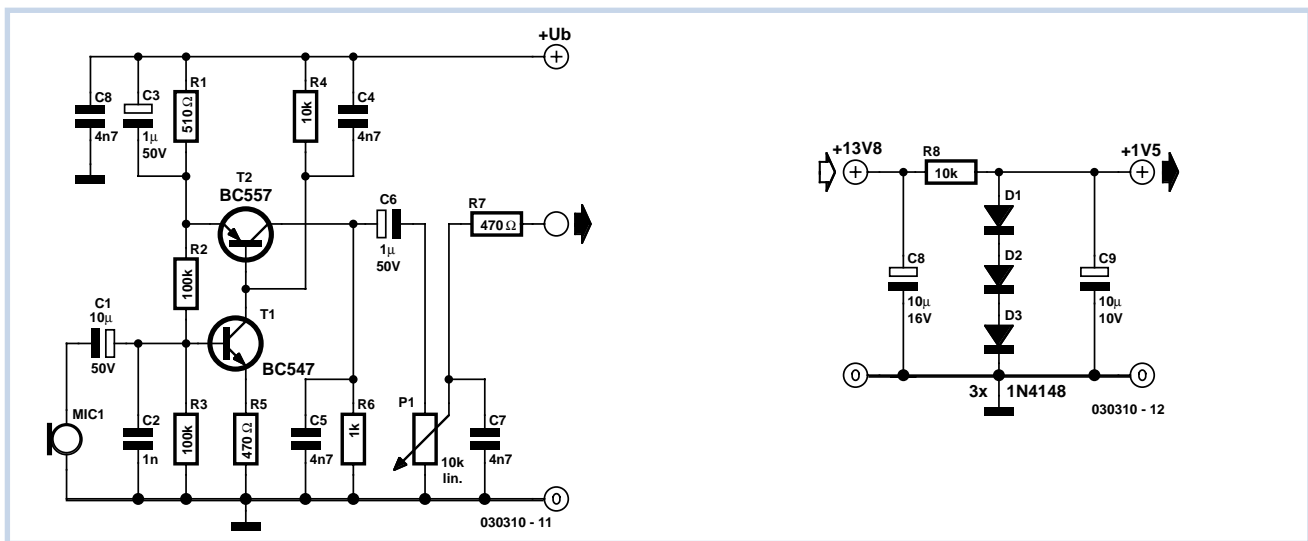 +Ub
C8
4n7
C3
1µ
50V
R1
510Ω
R4
10k
C4
4n7
T2
BC557
C6
1µ
50V
R7
470Ω
R2
100k
C1
10µ
50V
T1
BC547
MIC1
C2
1n
R3
100k
R5
470Ω
C5
4n7
R6
1k
P1
10k
lin.
C7
4n7
0
030310 - 11
+13V8
R8
10k
+1V5
D1
D2
D3
C8
10µ
16V
C9
10µ
10V
0
0
3x 1N4148
030310 - 12